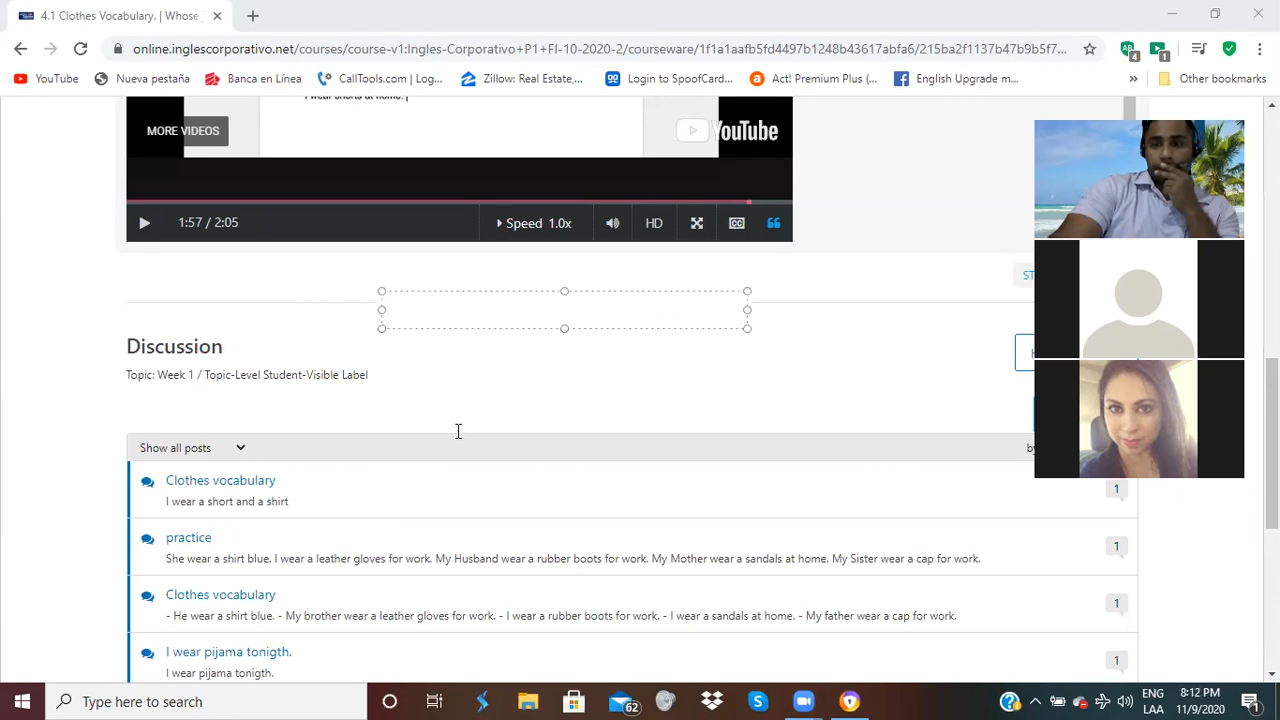 4.1 Clothes Vocabulary. | Whose
online.inglescorporativo.net/courses/course-v1:Ingles-Corporativo+P1+FI-10-2020-2/courseware/1f1a1aafb5fd4497b1248b43617abfa6/215ba2f1137b47b9b5f7...
4
1
YouTube
Nueva pestaña
Banca en Línea
CallTools.com | Log...
Zillow: Real Estate,...
Login to SpoofCard...
Act! Premium Plus (...
English Upgrade m...
»
Other bookmarks
I wear shorts at home.
MORE VIDEOS
YouTube
1:57 / 2:05
Speed 1.0x
HD
CC
ST
Discussion
H
Topic: Week 1 / Topic-Level Student-Visible Label
Show all posts
by
Clothes vocabulary
I wear a short and a shirt
1
practice
She wear a shirt blue. I wear a leather gloves for work. My Husband wear a rubber boots for work. My Mother wear a sandals at home. My Sister wear a cap for work.
1
Clothes vocabulary
- He wear a shirt blue. - My brother wear a leather gloves for work. - I wear a rubber boots for work. - I wear a sandals at home. - My father wear a cap for work.
1
I wear pijama tonigth.
I wear pijama tonigth.
1
Type here to search
62
ENG
LAA
8:12 PM
11/9/2020
1